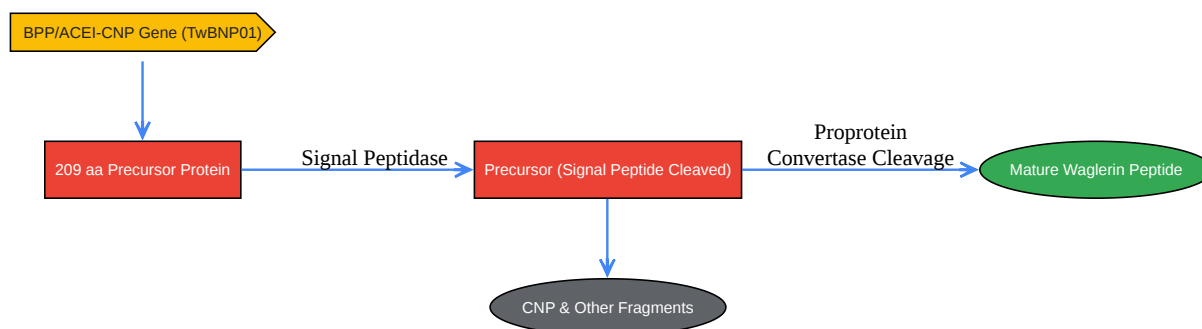 BPP/ACEI-CNP Gene (TwBNP01)
209 aa Precursor Protein
Signal Peptidase
Precursor (Signal Peptide Cleaved)
Proprotein
Convertase Cleavage
Mature Waglerin Peptide
CNP & Other Fragments